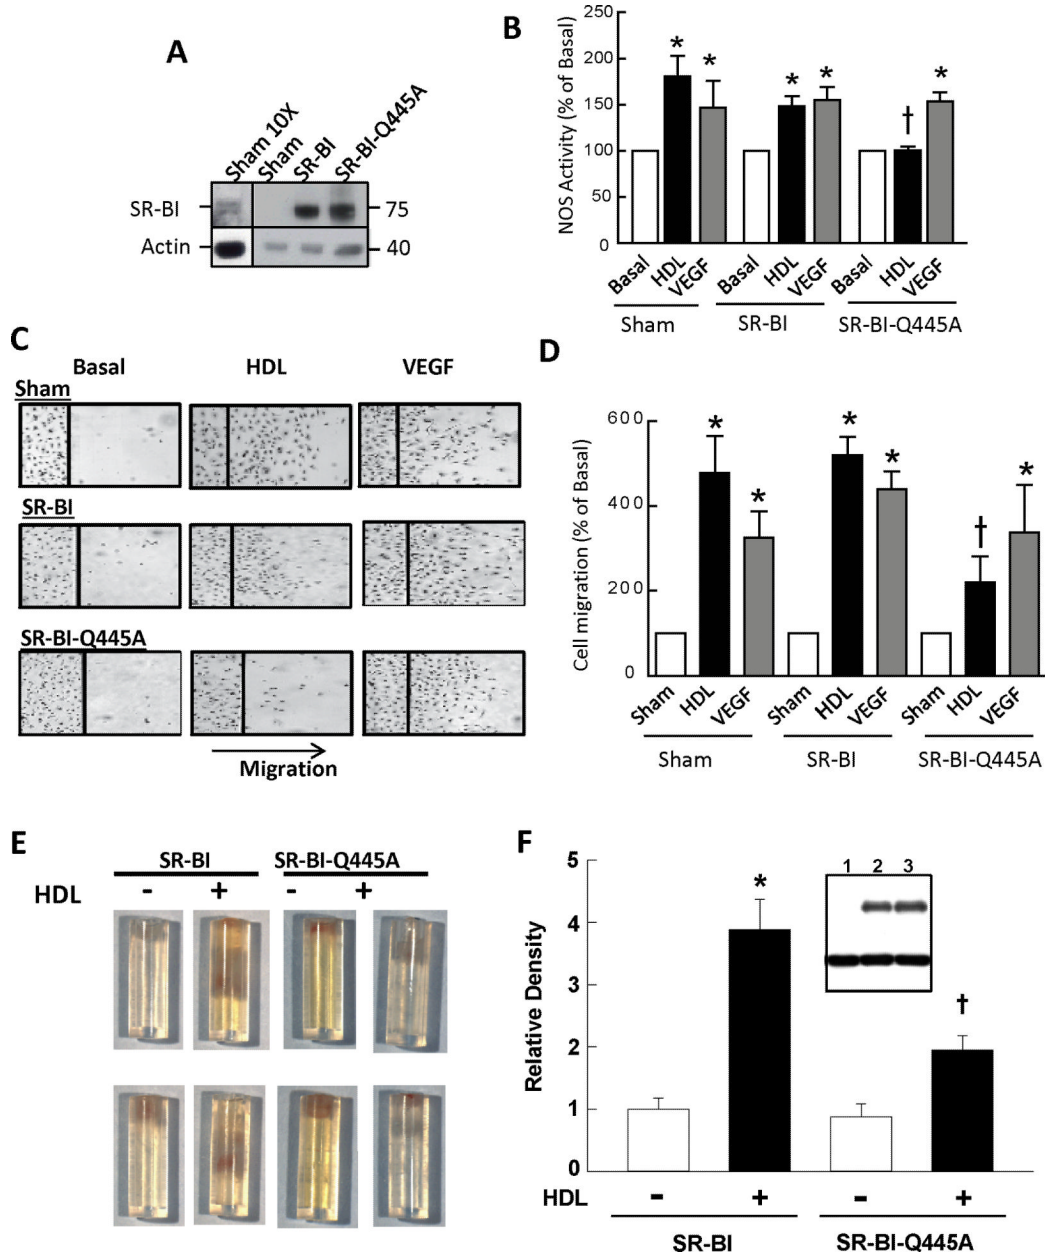 A
Sham 10X
Sham
SR-BI
SR-BI-Q445A
SR-BI
75
Actin
40
B
NOS Activity (% of Basal)
250
200
150
100
50
0
* * * * † *
Basal HDL VEGF Basal HDL VEGF Basal HDL VEGF
Sham SR-BI SR-BI-Q445A
C
Basal HDL VEGF
Sham
SR-BI
SR-BI-Q445A
Migration
D
Cell migration (% of Basal)
600
400
200
0
* * * * † *
Sham HDL VEGF Sham HDL VEGF Sham HDL VEGF
Sham SR-BI SR-BI-Q445A
E
SR-BI SR-BI-Q445A
HDL - + - +
F
Relative Density
5
4
3
2
1
0
* †
1 2 3
HDL - + - +
SR-BI SR-BI-Q445A